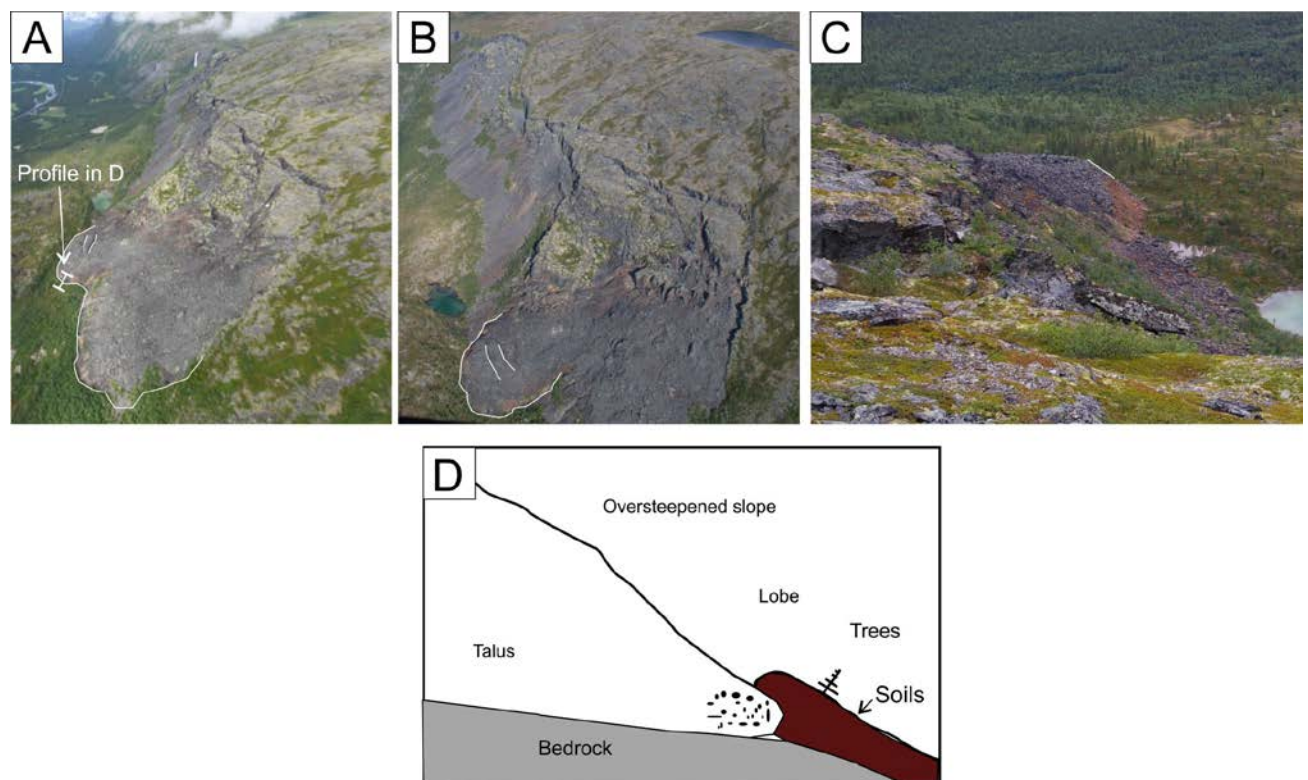 A
B
C
Profile in D
D
Oversteepened slope
Lobe
Trees
Talus
Soils
Bedrock